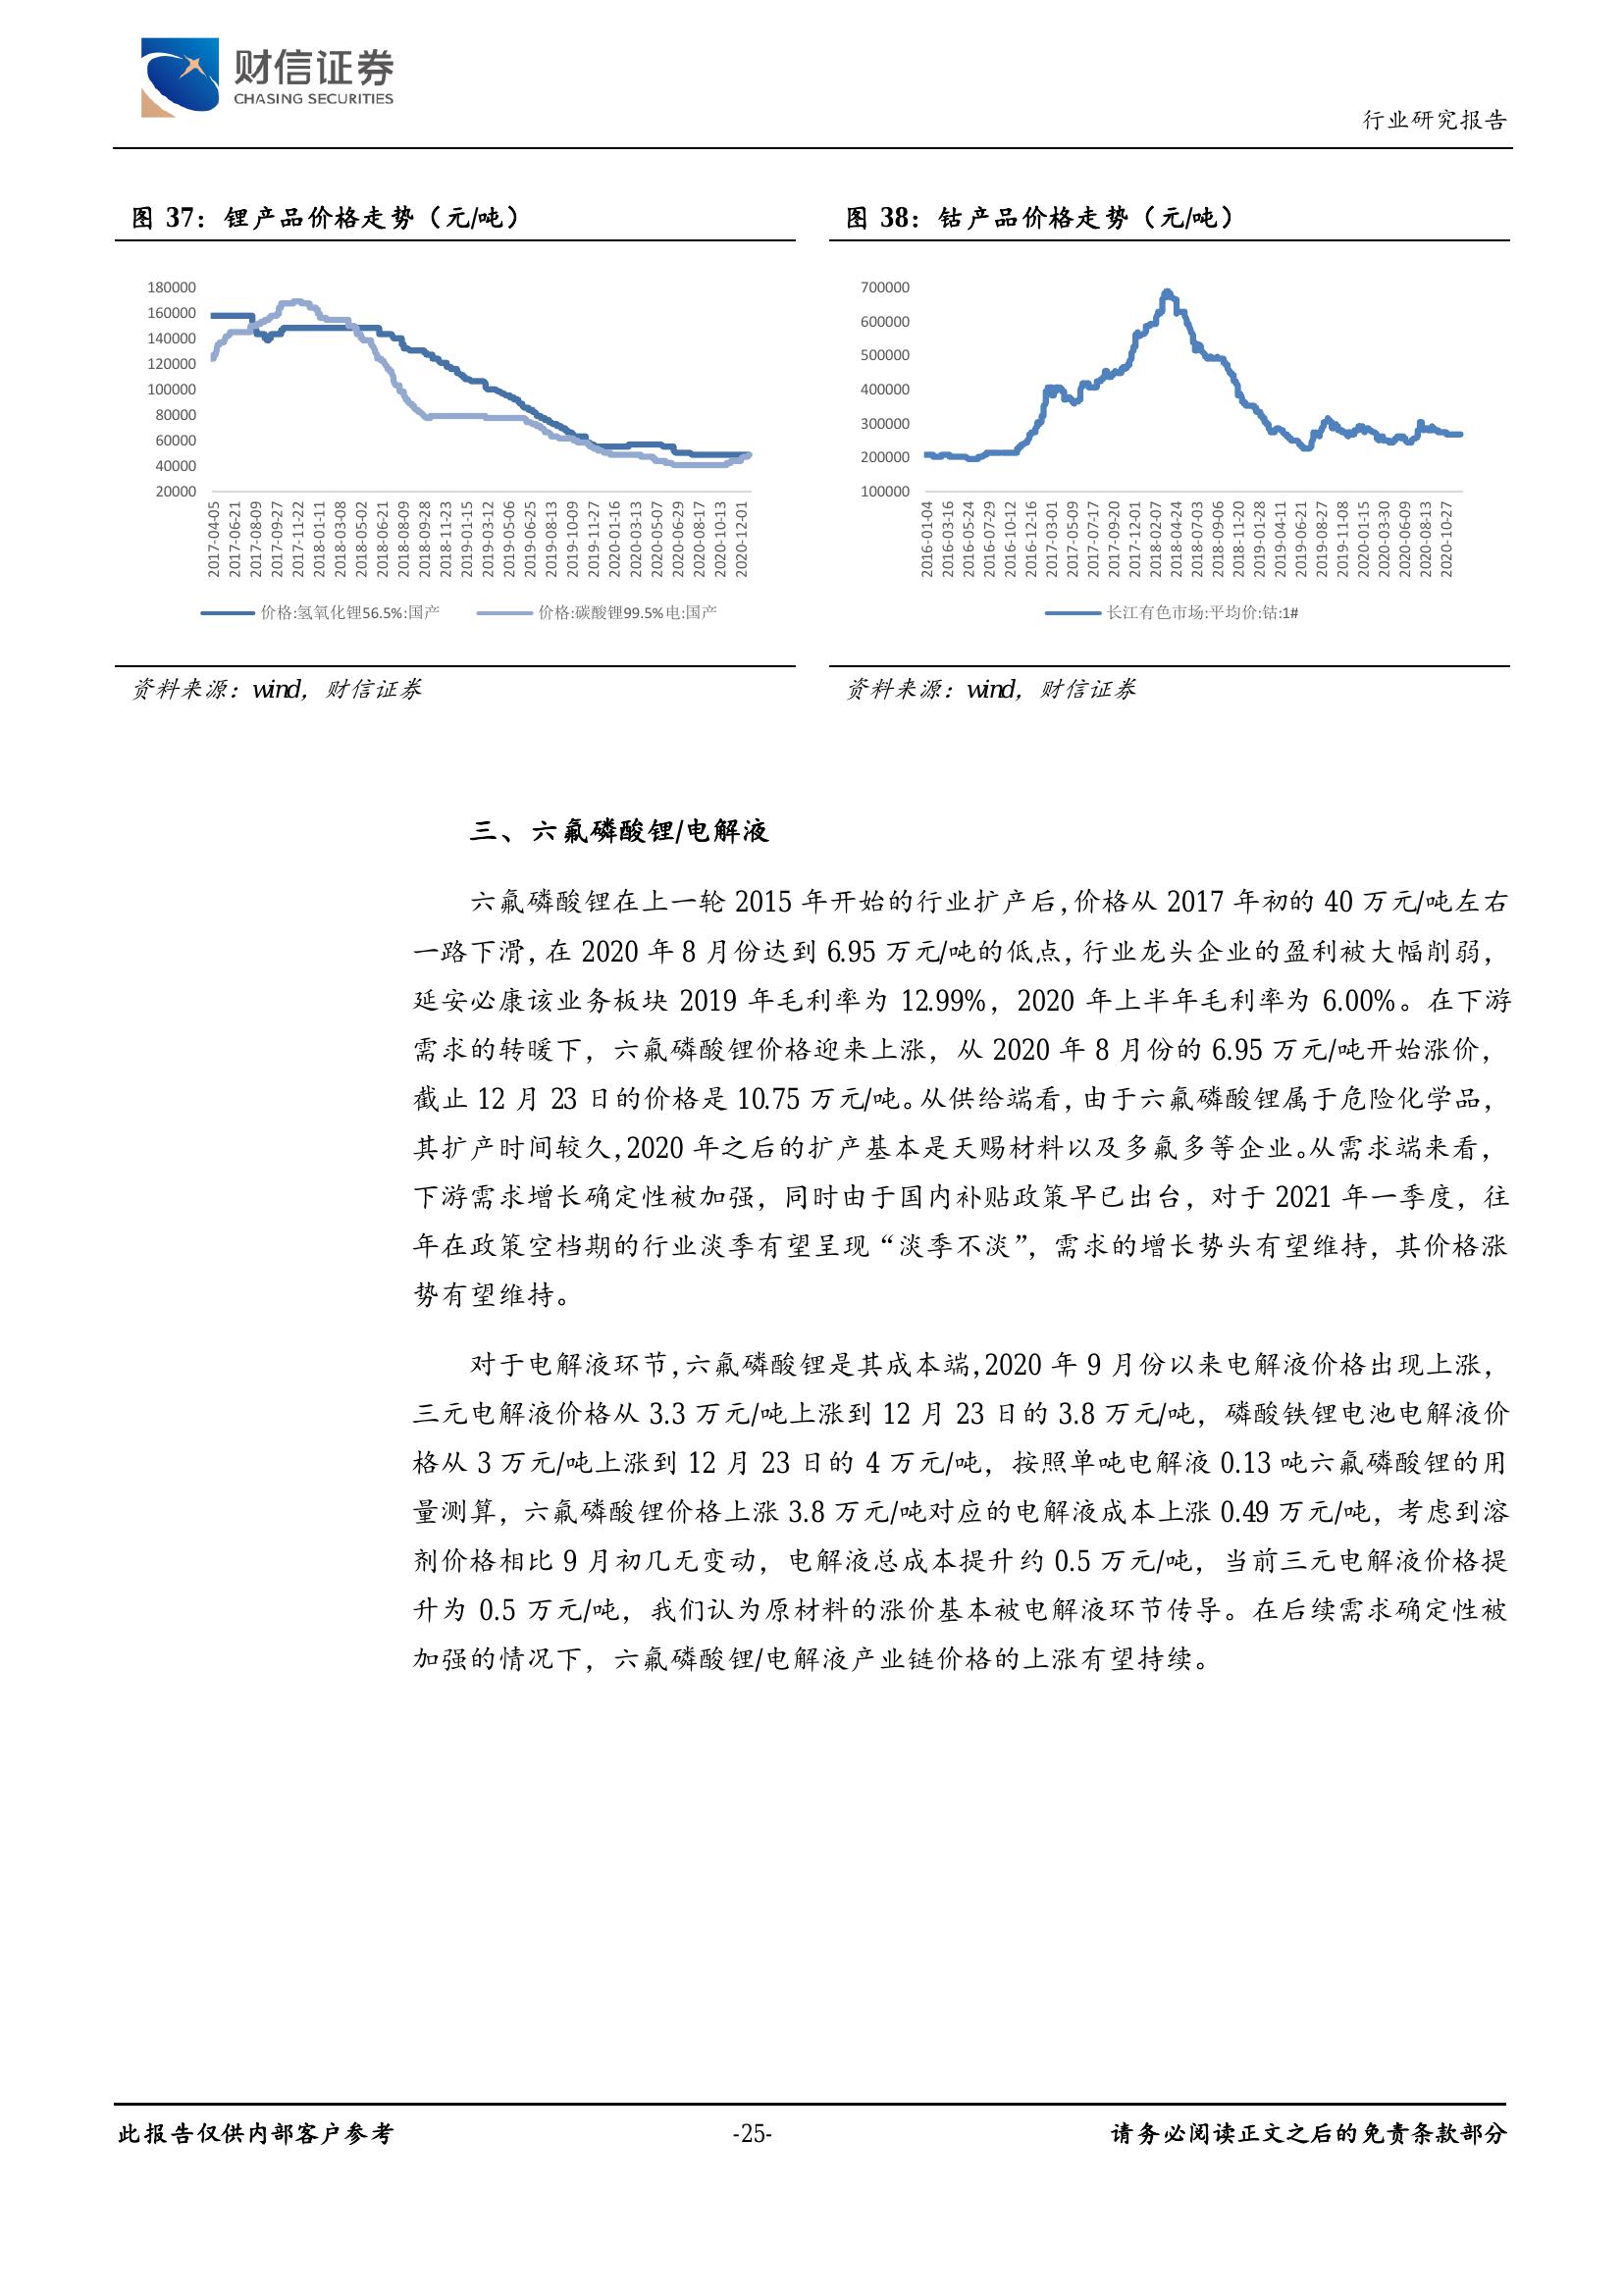 财信证券
CHASING SECURITIES
行业研究报告
图 37：锂产品价格走势（元/吨）
180000
160000
140000
120000
100000
80000
60000
40000
20000
2017-04-05
2017-06-21
2017-08-09
2017-09-27
2017-11-22
2018-01-11
2018-03-08
2018-05-02
2018-06-21
2018-08-09
2018-09-28
2018-11-23
2019-01-15
2019-03-12
2019-05-06
2019-06-25
2019-08-13
2019-10-09
2019-11-27
2020-01-16
2020-03-13
2020-05-07
2020-06-29
2020-08-17
2020-10-13
2020-12-01
价格:氢氧化锂56.5%:国产
价格:碳酸锂99.5%电:国产
资料来源：wind，财信证券
图 38：钴产品价格走势（元/吨）
700000
600000
500000
400000
300000
200000
100000
2016-01-04
2016-03-16
2016-05-24
2016-07-29
2016-10-12
2016-12-16
2017-03-01
2017-05-09
2017-07-17
2017-09-20
2017-12-01
2018-02-07
2018-04-24
2018-07-03
2018-09-06
2018-11-20
2019-01-28
2019-04-11
2019-06-21
2019-08-27
2019-11-08
2020-01-15
2020-03-30
2020-06-09
2020-08-13
2020-10-27
长江有色市场:平均价:钴:1#
资料来源：wind，财信证券
三、六氟磷酸锂/电解液
六氟磷酸锂在上一轮 2015 年开始的行业扩产后，价格从 2017 年初的 40 万元/吨左右
一路下滑，在 2020 年 8 月份达到 6.95 万元/吨的低点，行业龙头企业的盈利被大幅削弱，
延安必康该业务板块 2019 年毛利率为 12.99%，2020 年上半年毛利率为 6.00%。在下游
需求的转暖下，六氟磷酸锂价格迎来上涨，从 2020 年 8 月份的 6.95 万元/吨开始涨价，
截止 12 月 23 日的价格是 10.75 万元/吨。从供给端看，由于六氟磷酸锂属于危险化学品，
其扩产时间较久，2020 年之后的扩产基本是天赐材料以及多氟多等企业。从需求端来看，
下游需求增长确定性被加强，同时由于国内补贴政策早已出台，对于 2021 年一季度，往
年在政策空档期的行业淡季有望呈现“淡季不淡”，需求的增长势头有望维持，其价格涨
势有望维持。
对于电解液环节，六氟磷酸锂是其成本端，2020 年 9 月份以来电解液价格出现上涨，
三元电解液价格从 3.3 万元/吨上涨到 12 月 23 日的 3.8 万元/吨，磷酸铁锂电池电解液价
格从 3 万元/吨上涨到 12 月 23 日的 4 万元/吨，按照单吨电解液 0.13 吨六氟磷酸锂的用
量测算，六氟磷酸锂价格上涨 3.8 万元/吨对应的电解液成本上涨 0.49 万元/吨，考虑到溶
剂价格相比 9 月初几无变动，电解液总成本提升约 0.5 万元/吨，当前三元电解液价格提
升为 0.5 万元/吨，我们认为原材料的涨价基本被电解液环节传导。在后续需求确定性被
加强的情况下，六氟磷酸锂/电解液产业链价格的上涨有望持续。
此报告仅供内部客户参考
-25-
请务必阅读正文之后的免责条款部分